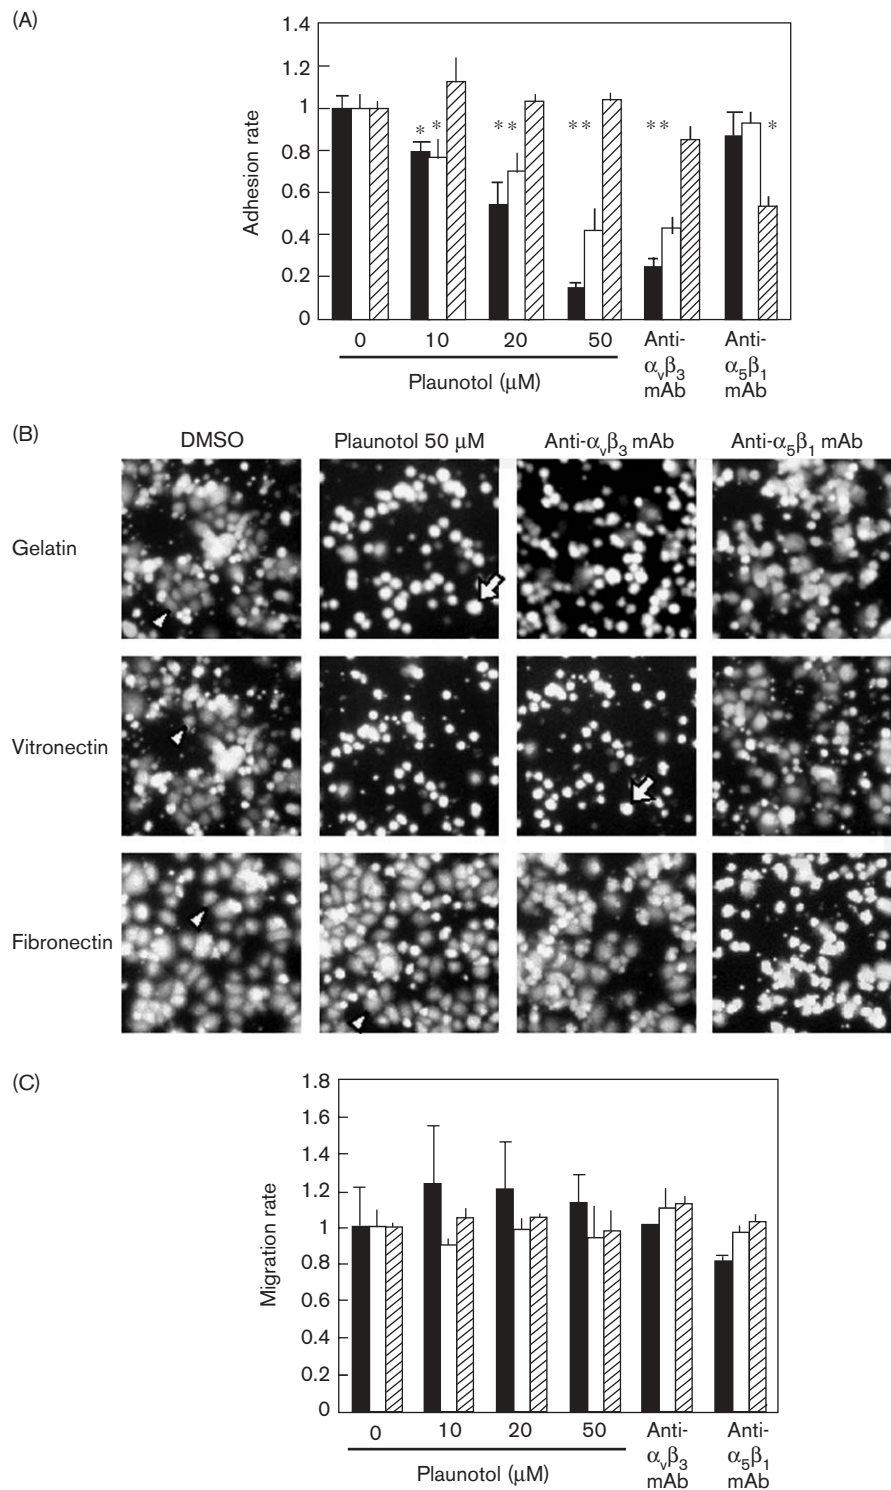 (A)
1.4
1.2
1
0.8
0.6
0.4
0.2
0
Adhesion rate
* *
**
**
**
*
0 10 20 50 Anti- Anti-
αvβ3 α5β1
mAb mAb
Plaunotol (μM)
(B)
DMSO Plaunotol 50 μM Anti-αvβ3 mAb Anti-α5β1 mAb
Gelatin
Vitronectin
Fibronectin
(C)
1.8
1.6
1.4
1.2
1
0.8
0.6
0.4
0.2
0
Migration rate
0 10 20 50 Anti- Anti-
αvβ3 α5β1
mAb mAb
Plaunotol (μM)